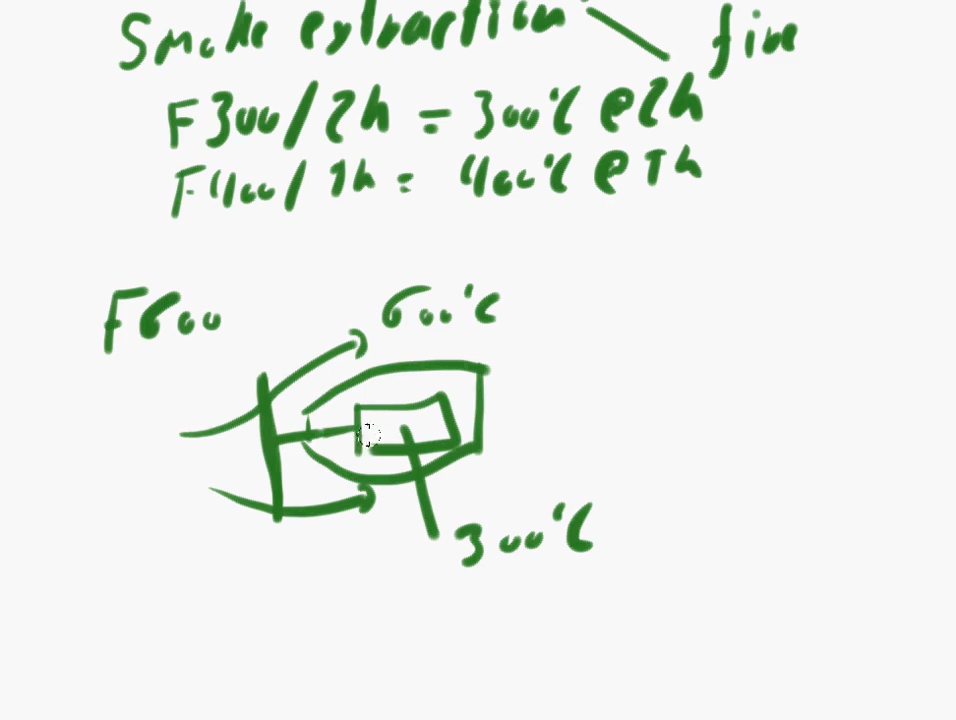 Smoke extraction fire
F300/2h = 300°C @ 2h
F400/1h = 400°C @ 1h
F600 600°C
300°C